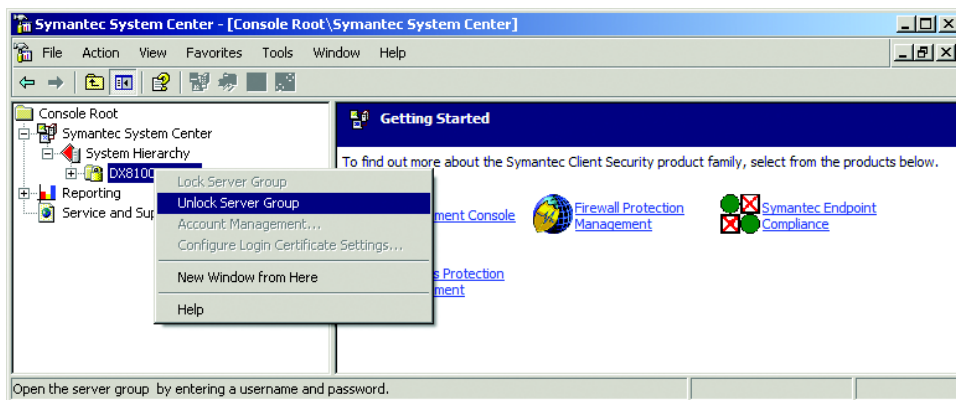 Symantec System Center - [Console Root\Symantec System Center]
File Action View Favorites Tools Window Help
Console Root
Symantec System Center
System Hierarchy
DX8100
Reporting
Service and Sup
Lock Server Group
Unlock Server Group
Account Management...
Configure Login Certificate Settings...
New Window from Here
Help
Getting Started
To find out more about the Symantec Client Security product family, select from the products below.
ment Console
Firewall Protection
Management
Symantec Endpoint
Compliance
s Protection
ment
Open the server group by entering a username and password.